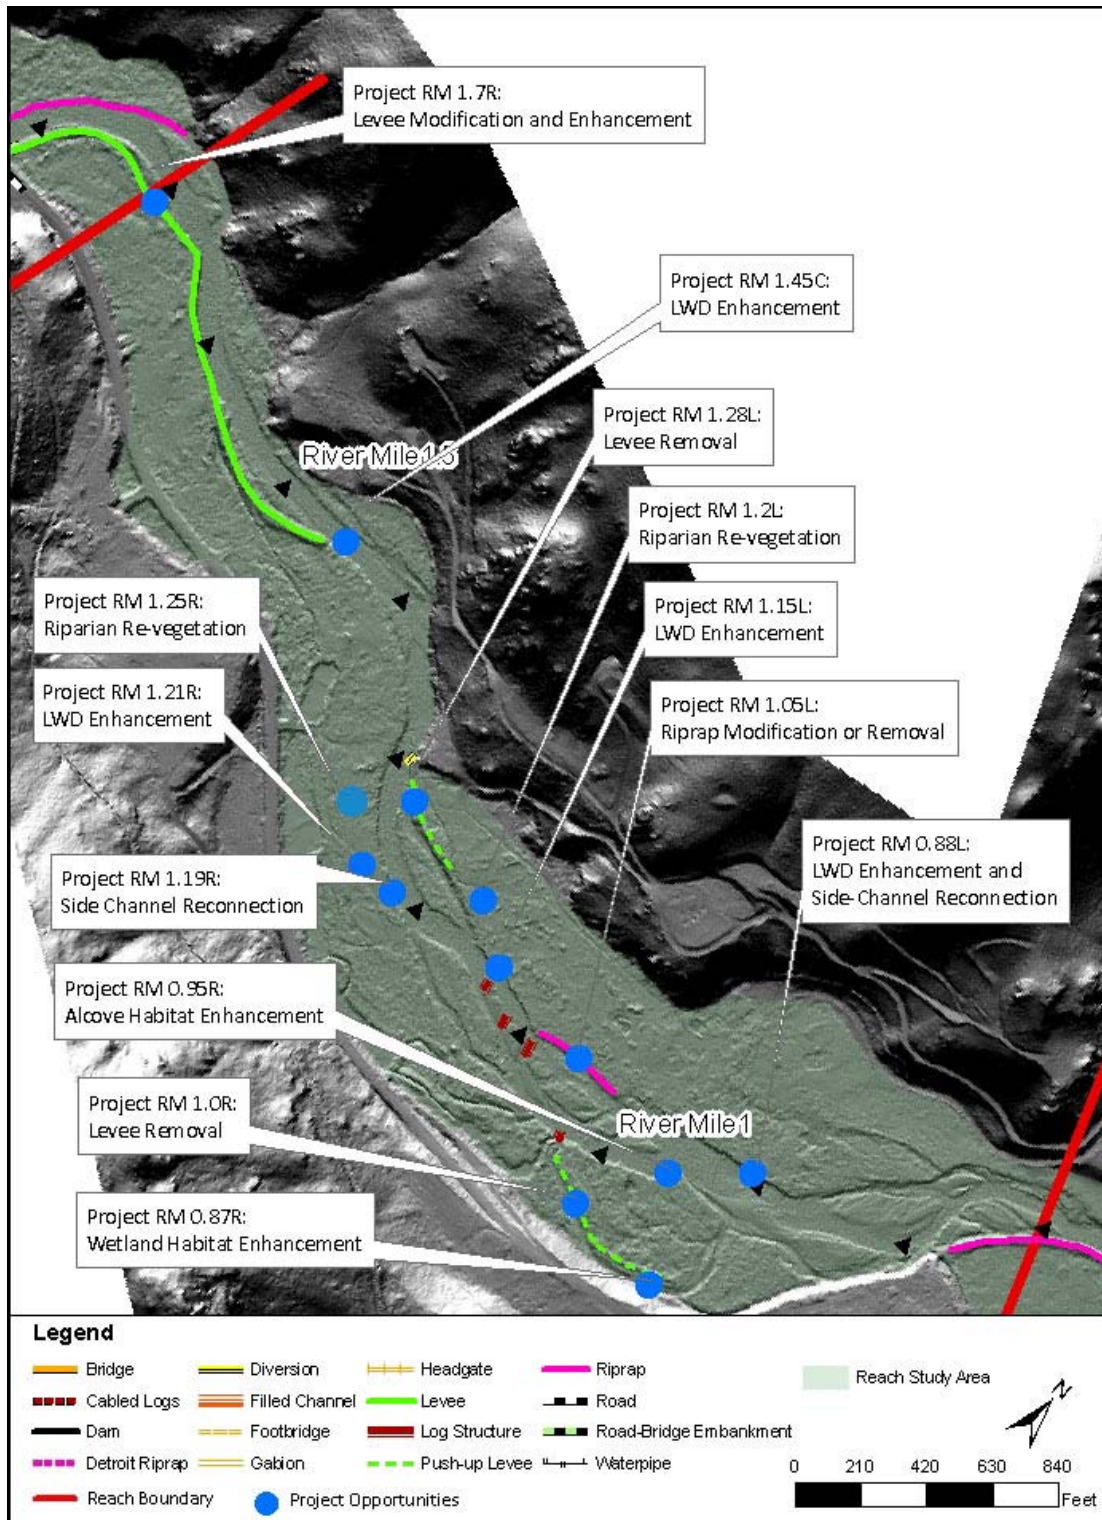 Project RM 1.7R:
Levee Modification and Enhancement
Project RM 1.45C:
LWD Enhancement
Project RM 1.28L:
Levee Removal
River Mile 1.5
Project RM 1.2L:
Riparian Re-vegetation
Project RM 1.25R:
Riparian Re-vegetation
Project RM 1.15L:
LWD Enhancement
Project RM 1.21R:
LWD Enhancement
Project RM 1.05L:
Riprap Modification or Removal
Project RM 0.88L:
LWD Enhancement and
Side-Channel Reconnection
Project RM 1.19R:
Side Channel Reconnection
Project RM 0.95R:
Alcove Habitat Enhancement
Project RM 1.0R:
Levee Removal
River Mile 1
Project RM 0.87R:
Wetland Habitat Enhancement
Legend
Bridge
Diversion
Headgate
Riprap
Reach Study Area
Cabled Logs
Filled Channel
Levee
Road
Dam
Footbridge
Log Structure
Road-Bridge Embankment
Detroit Riprap
Gabion
Push-up Levee
Waterpipe
Reach Boundary
Project Opportunities
N
0 210 420 630 840
Feet